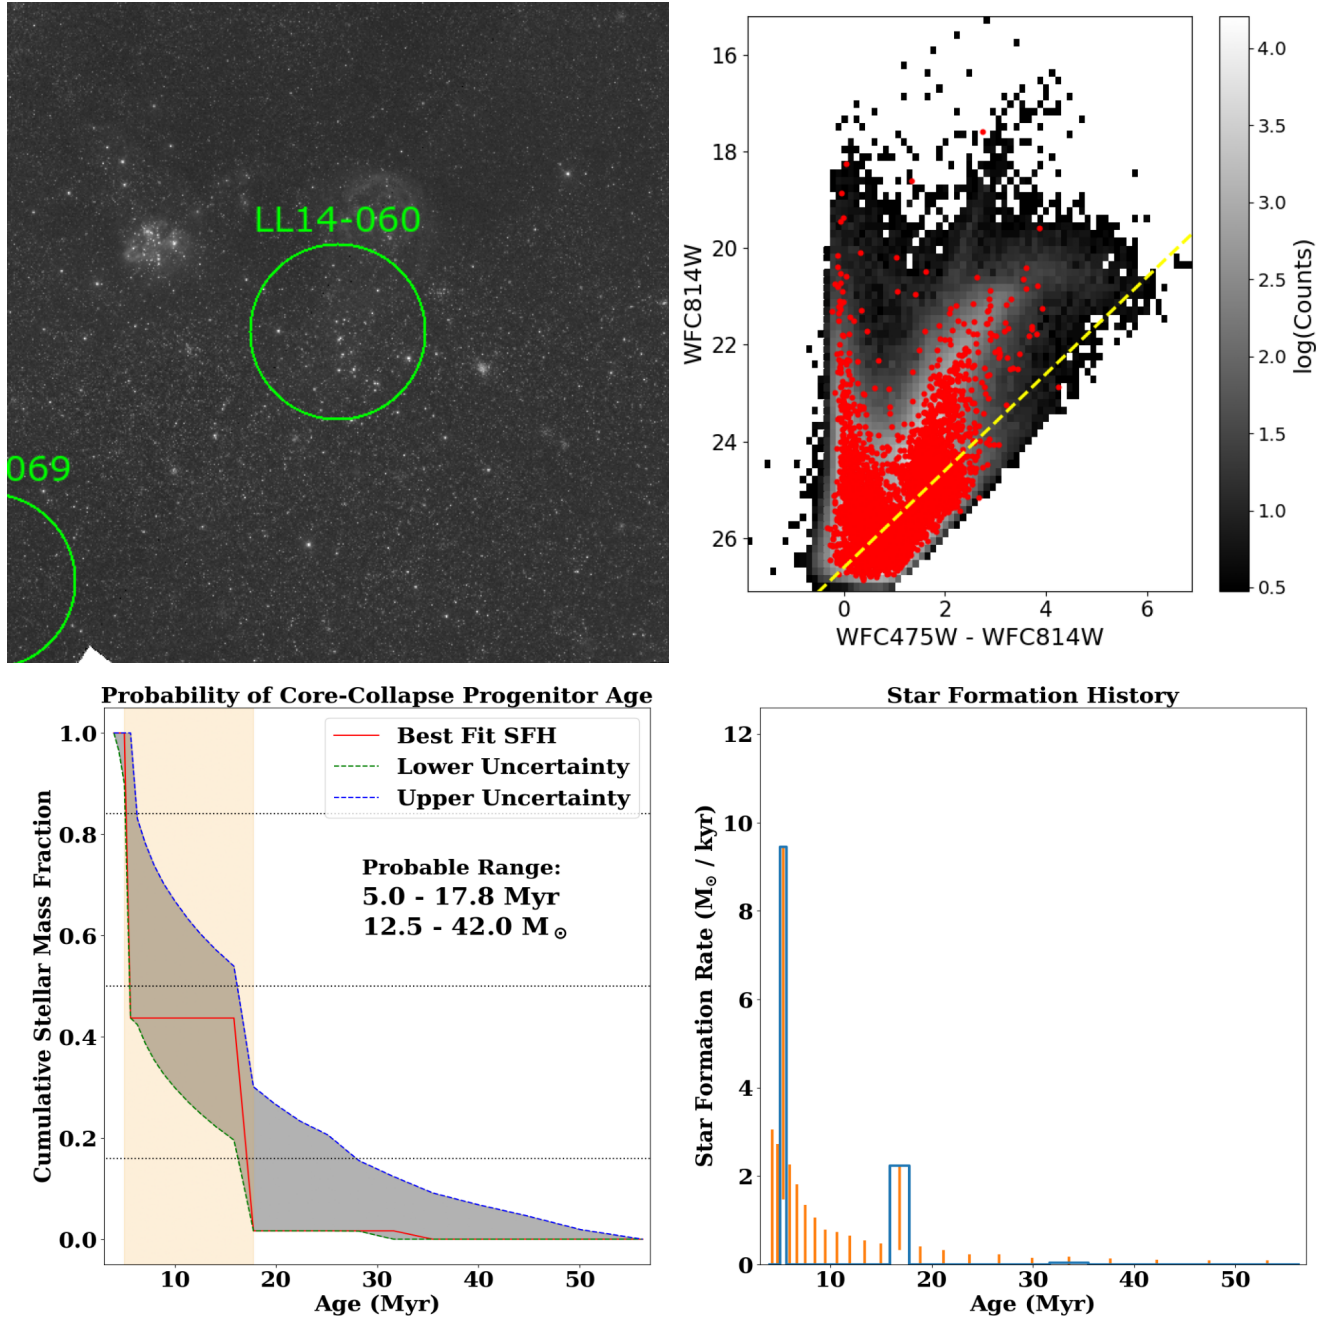 LL14-060
069
16
18
20
22
24
26
WFC814W
0 2 4 6
WFC475W - WFC814W
4.0
3.5
3.0
2.5
2.0
1.5
1.0
0.5
log(Counts)
Probability of Core-Collapse Progenitor Age
1.0
0.8
0.6
0.4
0.2
0.0
Cumulative Stellar Mass Fraction
Best Fit SFH
Lower Uncertainty
Upper Uncertainty
Probable Range:
5.0 - 17.8 Myr
12.5 - 42.0 M⊙
10 20 30 40 50
Age (Myr)
Star Formation History
12
10
8
6
4
2
0
Star Formation Rate (M⊙ / kyr)
10 20 30 40 50
Age (Myr)